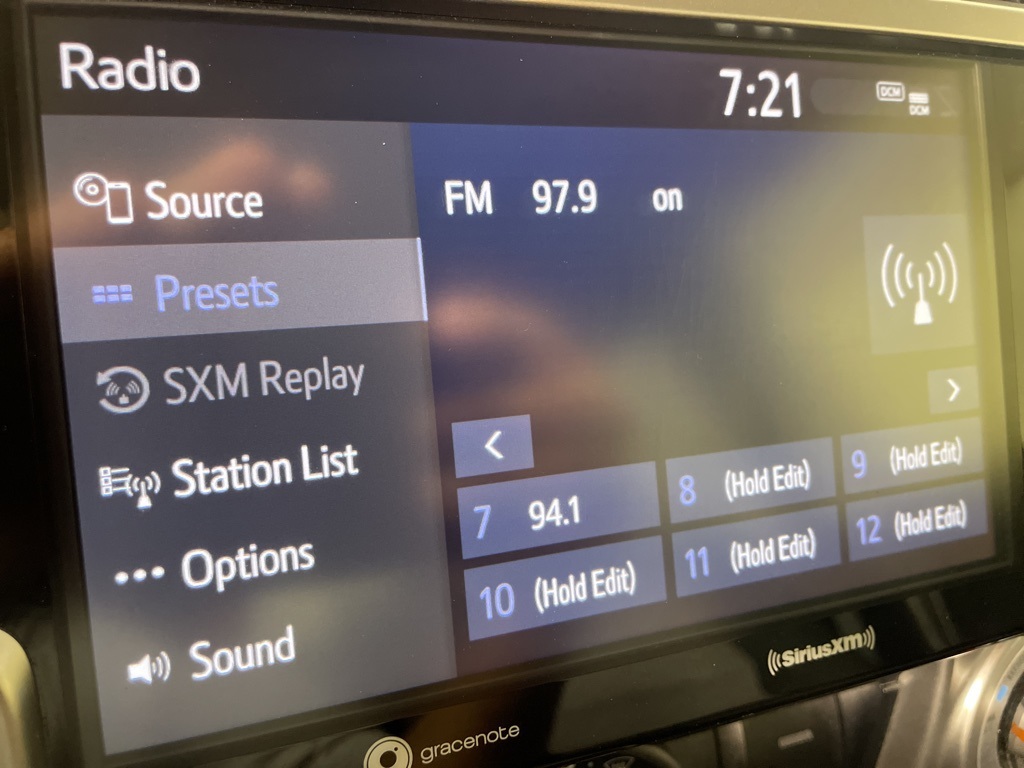 Radio
7:21
DCM
DCM
Source
FM 97.9 on
Presets
SXM Replay
Station List
Options
Sound
7 94.1
8 (Hold Edit)
9 (Hold Edit)
10 (Hold Edit)
11 (Hold Edit)
12 (Hold Edit)
SiriusXM
gracenote